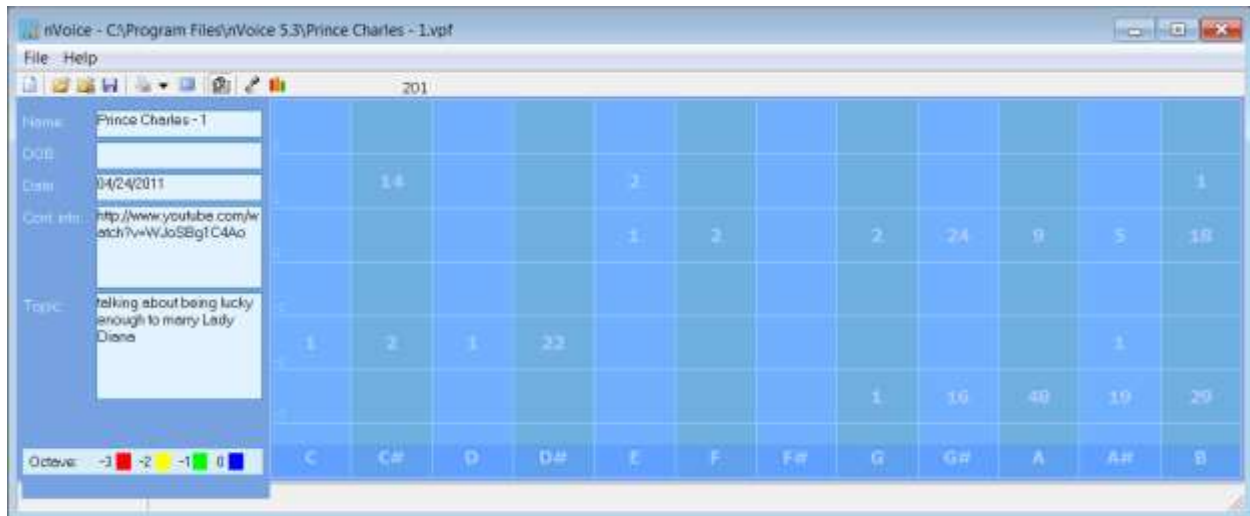 nVoice - C:\Program Files\nVoice 5.3\Prince Charles - 1.vpf
File Help
201
Name: Prince Charles - 1
DOB:
Date: 04/24/2011
Cont info: http://www.youtube.com/w
atch?v=WJoSBg1C4Ao
Topic: talking about being lucky
enough to marry Lady
Diana
14 2 1
1 2 2 24 9 5 18
1 2 1 22 1
1 16 19
Octave: -3 -2 -1 0
C C# D D# E F F# G G# A A# B